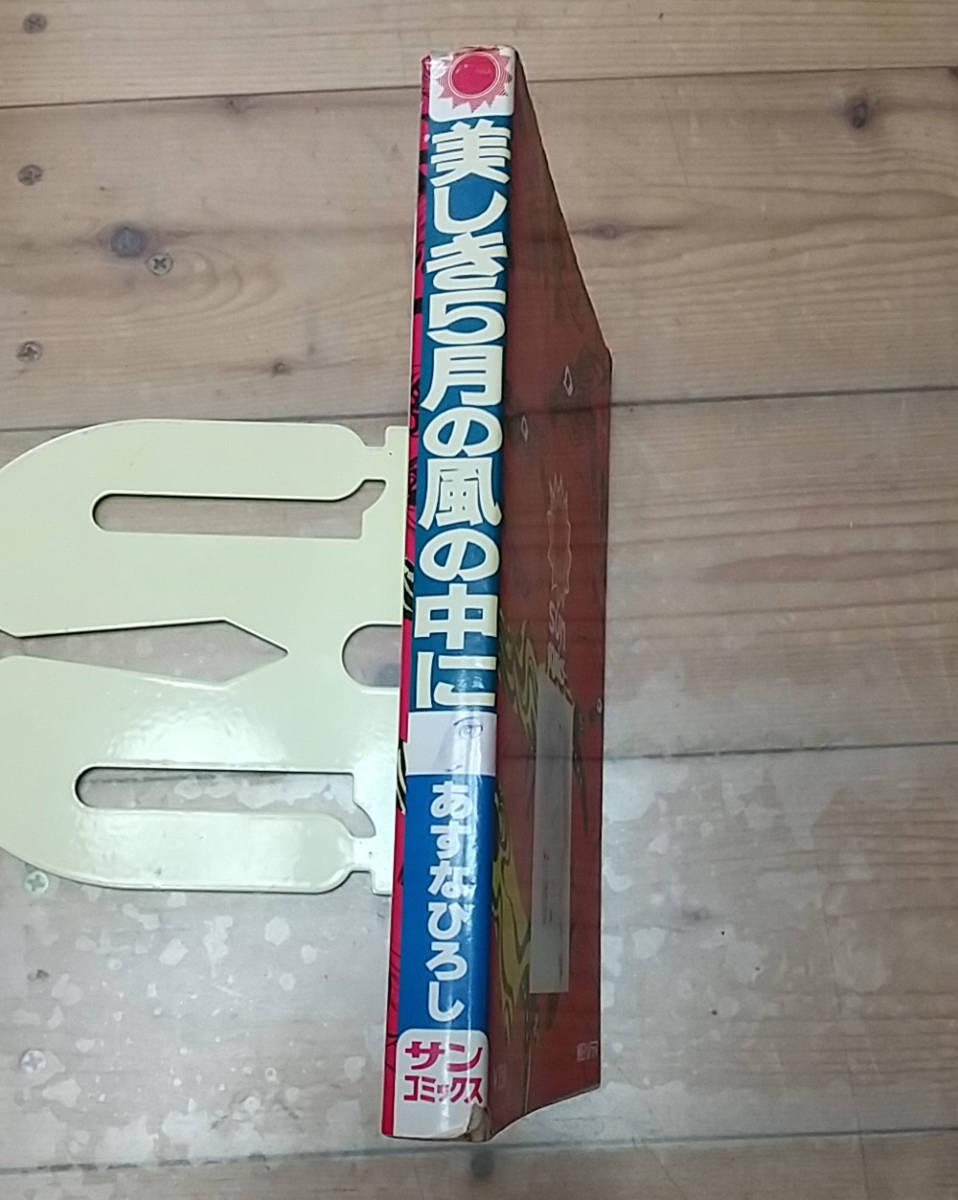 美しき5月の風の中に
あすなひろし
サン
コミックス